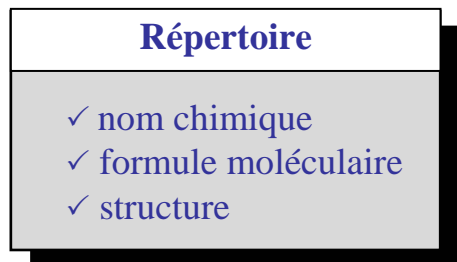 Répertoire
✓ nom chimique
✓ formule moléculaire
✓ structure